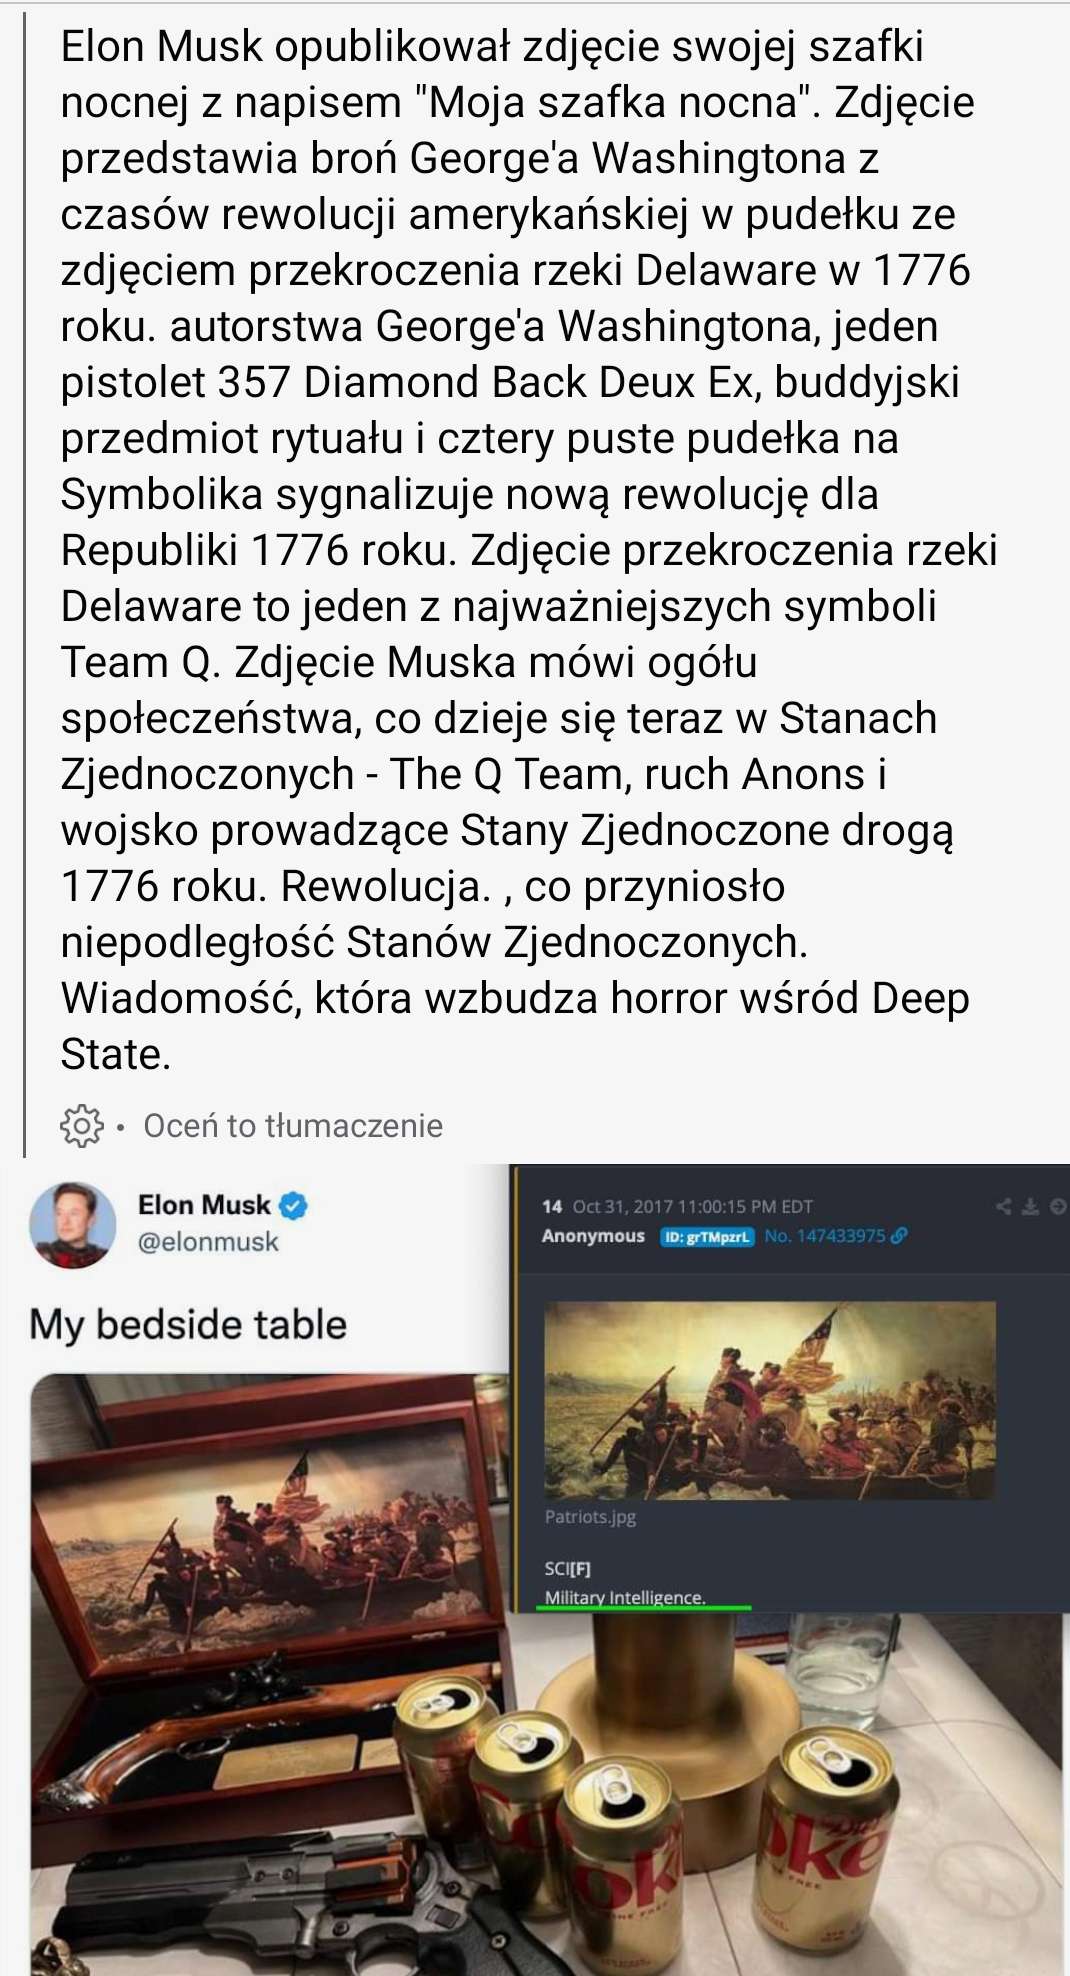 Elon Musk opublikował zdjęcie swojej szafki
nocnej z napisem "Moja szafka nocna". Zdjęcie
przedstawia broń George'a Washingtona z
czasów rewolucji amerykańskiej w pudełku ze
zdjęciem przekroczenia rzeki Delaware w 1776
roku. autorstwa George'a Washingtona, jeden
pistolet 357 Diamond Back Deux Ex, buddyjski
przedmiot rytuału i cztery puste pudełka na
Symbolika sygnalizuje nową rewolucję dla
Republiki 1776 roku. Zdjęcie przekroczenia rzeki
Delaware to jeden z najważniejszych symboli
Team Q. Zdjęcie Muska mówi ogółu
społeczeństwa, co dzieje się teraz w Stanach
Zjednoczonych - The Q Team, ruch Anons i
wojsko prowadzące Stany Zjednoczone drogą
1776 roku. Rewolucja. , co przyniosło
niepodległość Stanów Zjednoczonych.
Wiadomość, która wzbudza horror wśród Deep
State.
• Oceń to tłumaczenie
Elon Musk
@elonmusk
My bedside table
14 Oct 31, 2017 11:00:15 PM EDT
Anonymous ID: grTMpzrL No. 147433975
Patriots.jpg
SCI[F]
Military Intelligence.
oke
oke